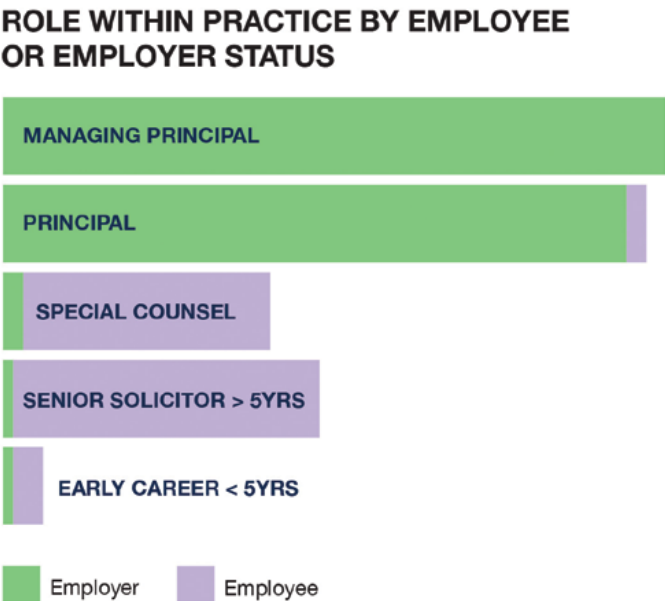 ROLE WITHIN PRACTICE BY EMPLOYEE
OR EMPLOYER STATUS
MANAGING PRINCIPAL
PRINCIPAL
SPECIAL COUNSEL
SENIOR SOLICITOR > 5YRS
EARLY CAREER < 5YRS
Employer Employee